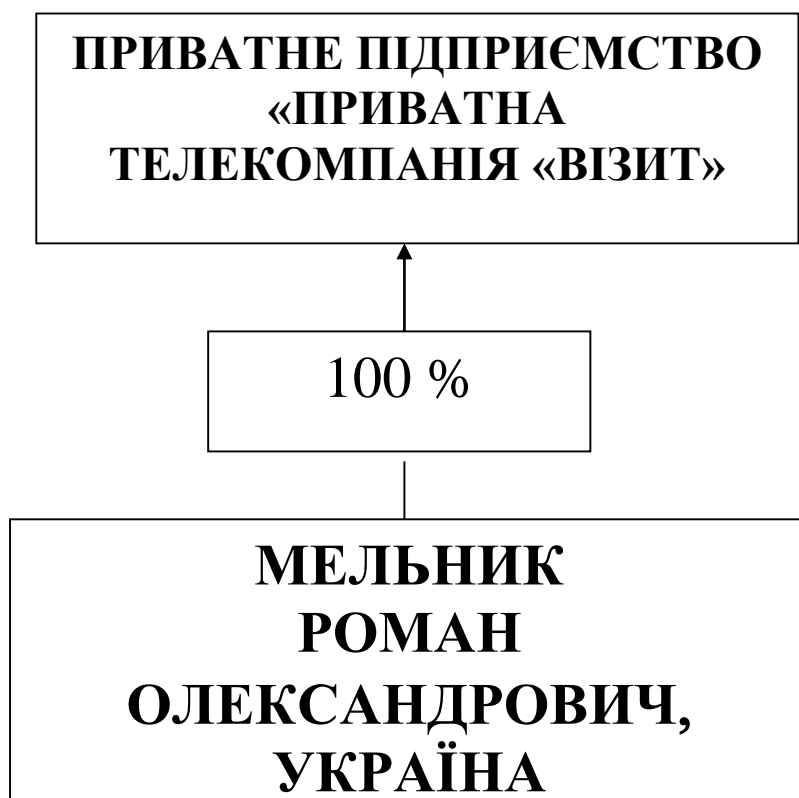 ПРИВАТНЕ ПІДПРИЄМСТВО
«ПРИВАТНА
ТЕЛЕКОМПАНІЯ «ВІЗИТ»
100 %
МЕЛЬНИК
РОМАН
ОЛЕКСАНДРОВИЧ,
УКРАЇНА